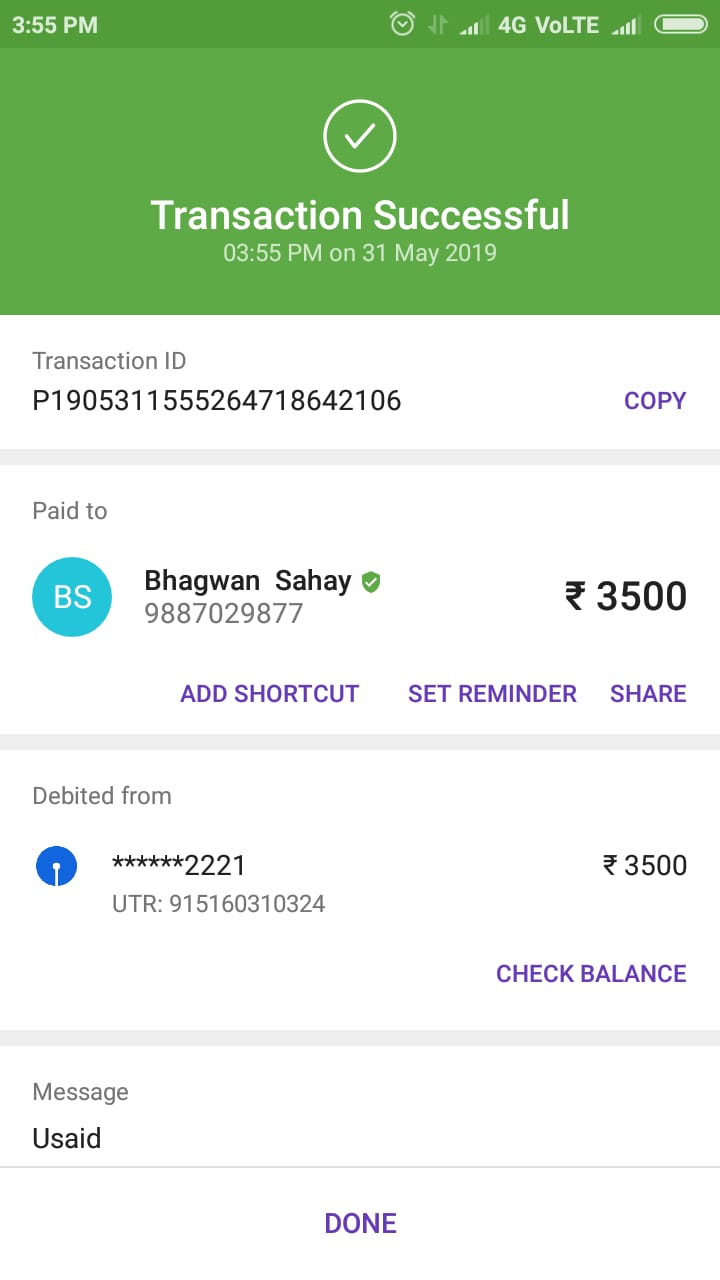 3:55 PM 4G VoLTE
Transaction Successful
03:55 PM on 31 May 2019
Transaction ID
P1905311555264718642106 COPY
Paid to
BS Bhagwan Sahay ₹ 3500
9887029877
ADD SHORTCUT SET REMINDER SHARE
Debited from
******2221 ₹ 3500
UTR: 915160310324
CHECK BALANCE
Message
Usaid
DONE